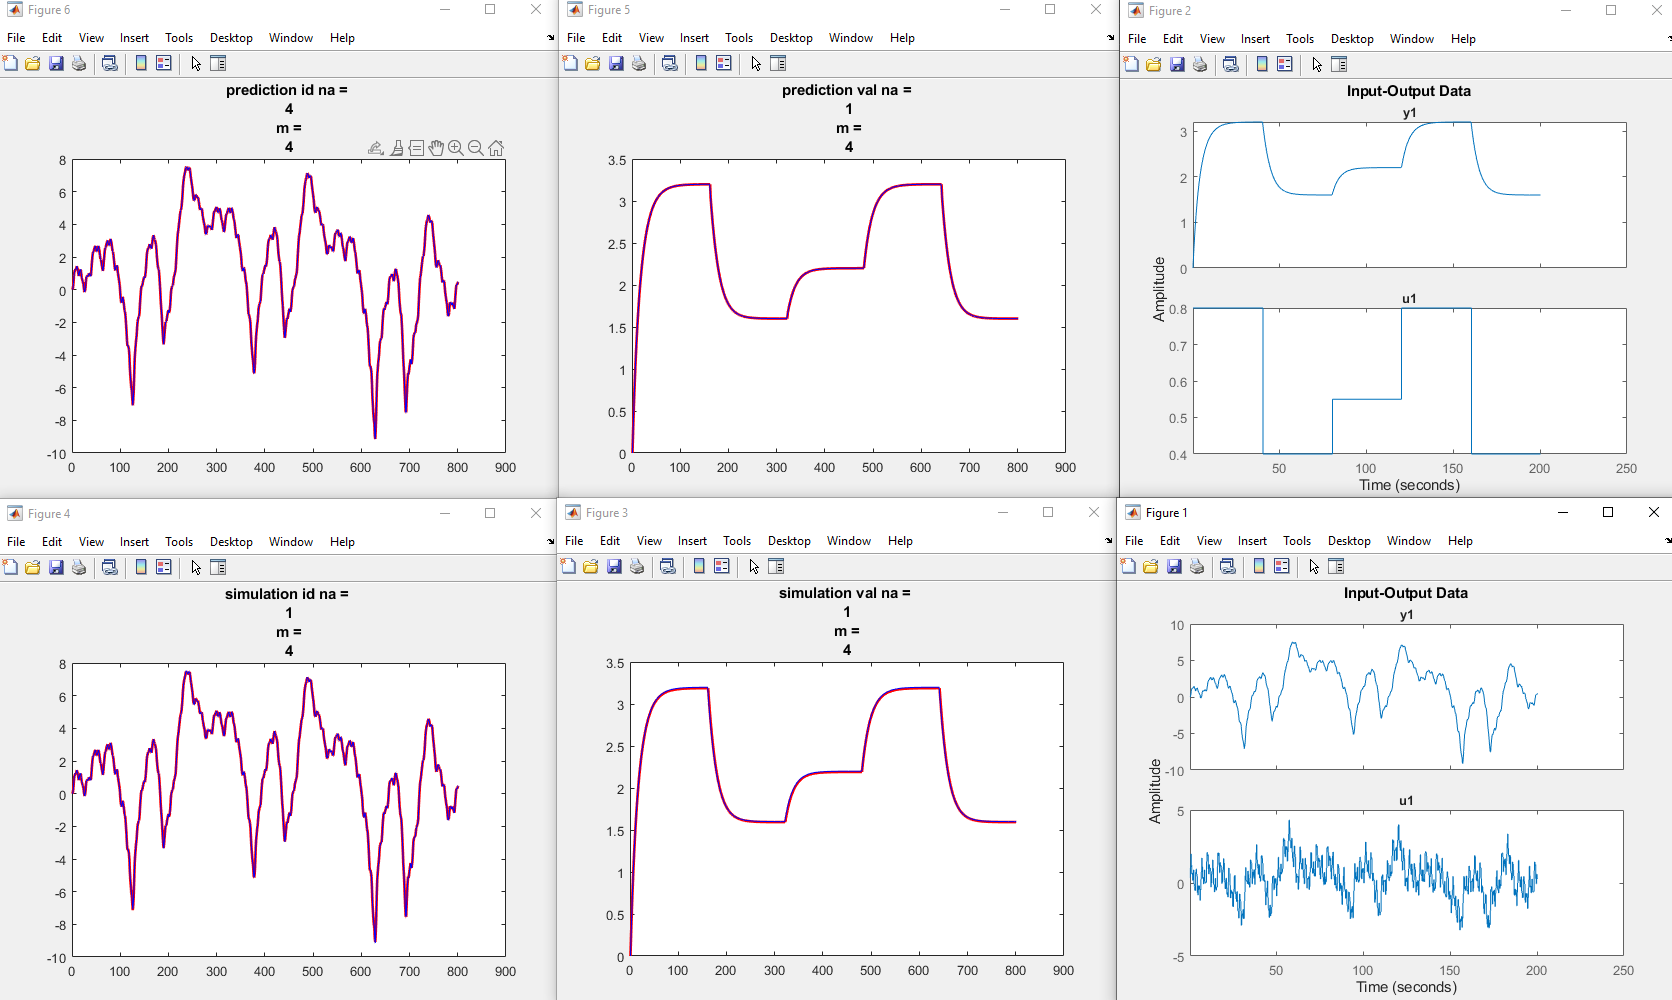 Figure 6
File Edit View Insert Tools Desktop Window Help
prediction id na =
4
m =
4
8
6
4
2
0
-2
-4
-6
-8
-10
0 100 200 300 400 500 600 700 800 900
Figure 5
File Edit View Insert Tools Desktop Window Help
prediction val na =
1
m =
4
3.5
3
2.5
2
1.5
1
0.5
0
0 100 200 300 400 500 600 700 800 900
Figure 2
File Edit View Insert Tools Desktop Window Help
Input-Output Data
y1
3
2
1
0
Amplitude
u1
0.8
0.7
0.6
0.5
0.4
50 100 150 200 250
Time (seconds)
Figure 4
File Edit View Insert Tools Desktop Window Help
simulation id na =
1
m =
4
8
6
4
2
0
-2
-4
-6
-8
-10
0 100 200 300 400 500 600 700 800 900
Figure 3
File Edit View Insert Tools Desktop Window Help
simulation val na =
1
m =
4
3.5
3
2.5
2
1.5
1
0.5
0
0 100 200 300 400 500 600 700 800 900
Figure 1
File Edit View Insert Tools Desktop Window Help
Input-Output Data
y1
10
5
0
-5
-10
Amplitude
u1
5
0
-5
50 100 150 200 250
Time (seconds)